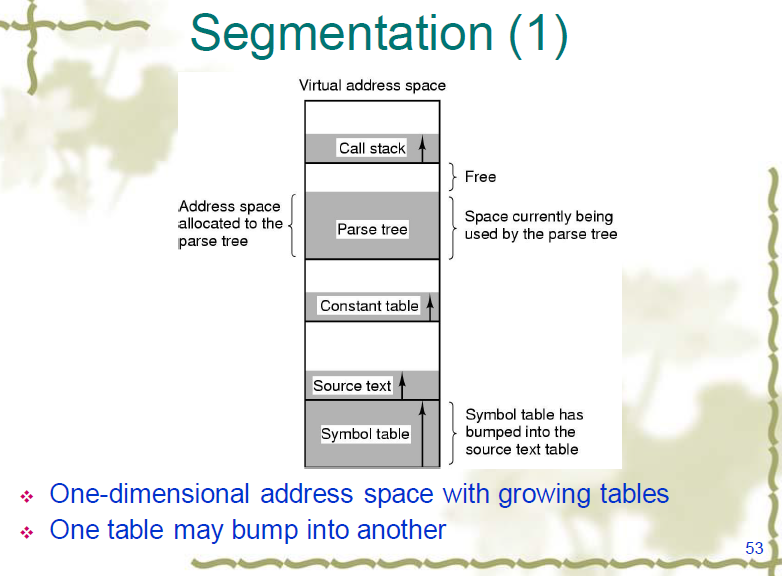 Segmentation (1)
Virtual address space
Call stack
Free
Address space
allocated to the
parse tree
Parse tree
Space currently being
used by the parse tree
Constant table
Source text
Symbol table
Symbol table has
bumped into the
source text table
One-dimensional address space with growing tables
One table may bump into another
53